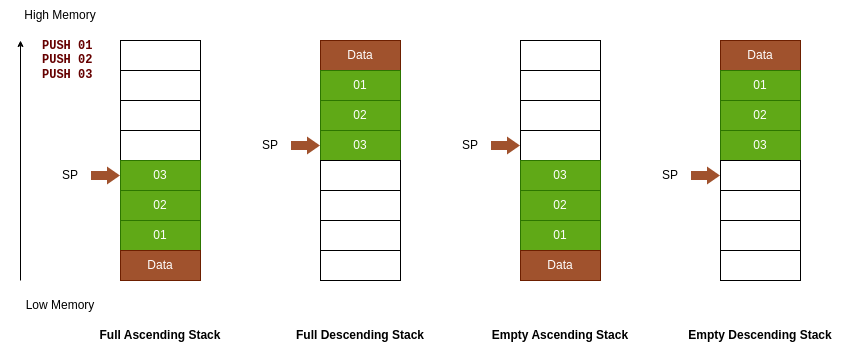 High Memory
PUSH 01
PUSH 02
PUSH 03
SP
03
02
01
Data
Full Ascending Stack
Data
01
02
03
SP
Full Descending Stack
SP
03
02
01
Data
Empty Ascending Stack
Data
01
02
03
SP
Empty Descending Stack
Low Memory